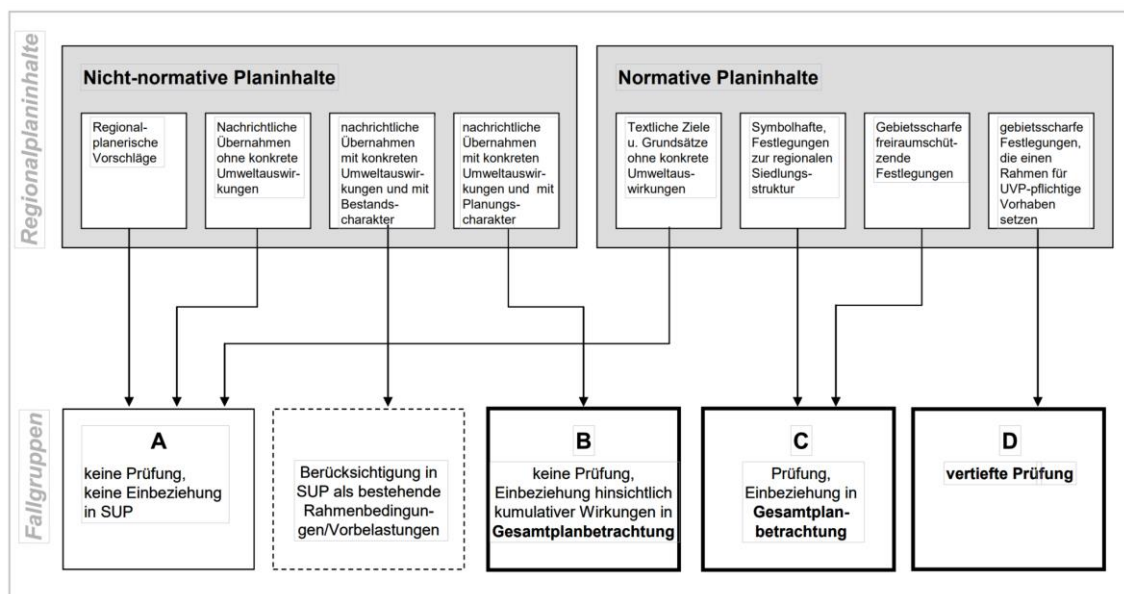 Regionalplaninhalte
Nicht-normative Planinhalte
Regional-
planerische
Vorschläge
Nachrichtliche
Übernahmen
ohne konkrete
Umweltauswir-
kungen
nachrichtliche
Übernahmen
mit konkreten
Umweltauswir-
kungen und mit
Bestands-
charakter
nachrichtliche
Übernahmen
mit konkreten
Umweltauswir-
kungen und mit
Planungs-
charakter
Normative Planinhalte
Textliche Ziele
u. Grundsätze
ohne konkrete
Umweltaus-
wirkungen
Symbolhafte,
Festlegungen
zur regionalen
Siedlungs-
struktur
Gebietsscharfe
freiraumschüt-
zende
Festlegungen
gebietsscharfe
Festlegungen,
die einen
Rahmen für
UVP-pflichtige
Vorhaben
setzen
Fallgruppen
A
keine Prüfung,
keine Einbeziehung
in SUP
Berücksichtigung in
SUP als bestehende
Rahmenbedingun-
gen/Vorbelastungen
B
keine Prüfung,
Einbeziehung hinsichtlich
kumulativer Wirkungen in
Gesamtplanbetrachtung
C
Prüfung,
Einbeziehung in
Gesamtplan-
betrachtung
D
vertiefte Prüfung